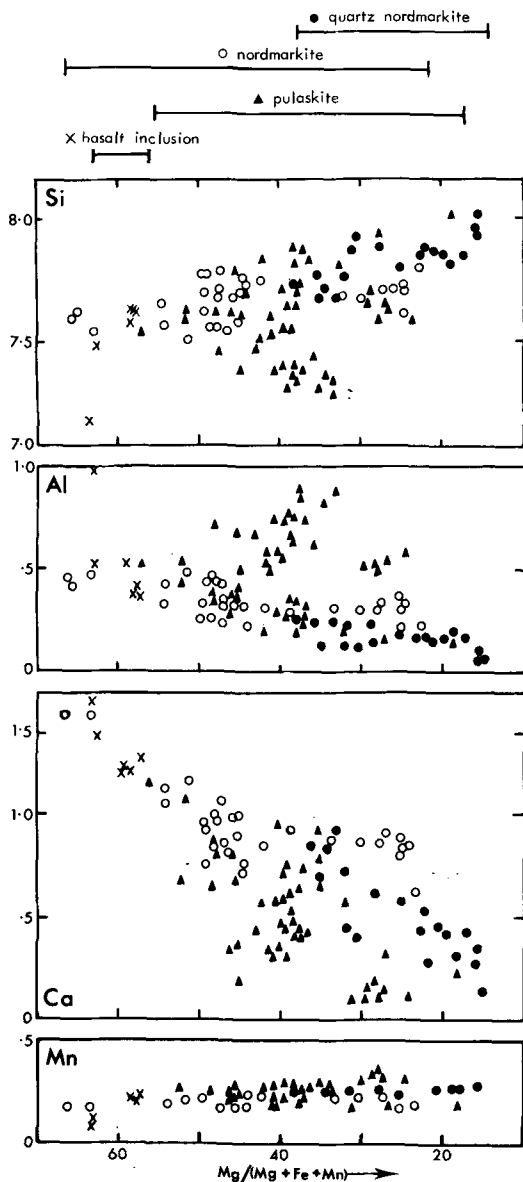 quartz nordmarkite
nordmarkite
pulaskite
basalt inclusion
Si
8·0
7·5
7·0
Al
1·0
·5
0
1·5
1·0
·5
0
Ca
Mn
·5
0
60 40 20
Mg/(Mg+Fe+Mn)